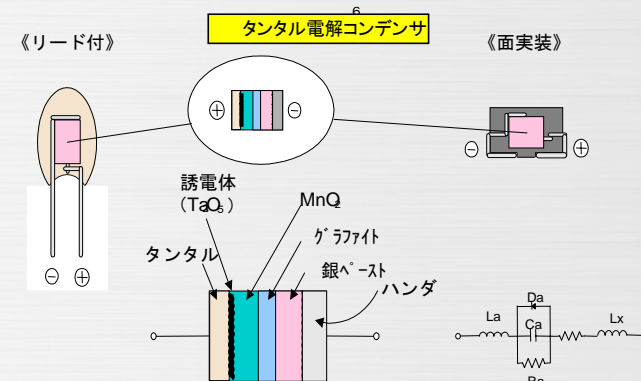 6
タンタル電解コンデンサ
《リード付》
《面実装》
⊕
⊖
⊖
⊕
⊖
⊕
誘電体
(Ta₂O₅)
MnO₂
グラファイト
銀ペースト
タンタル
ハンダ
Da
La
Ca
Lx